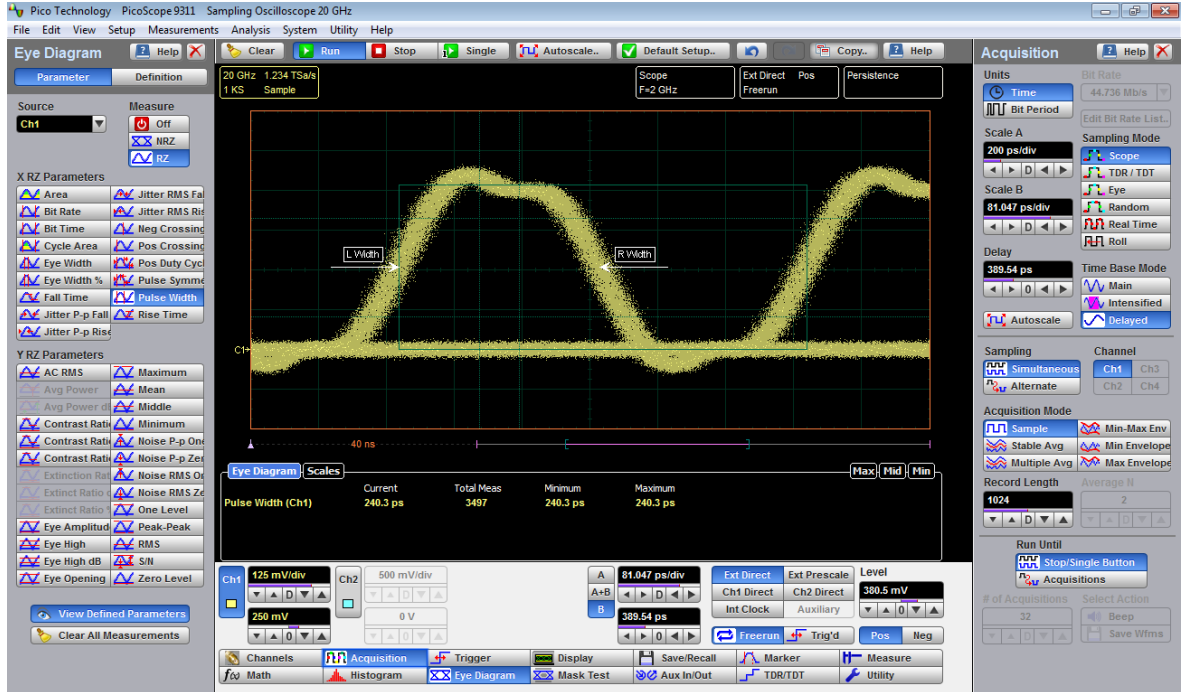 Pico Technology PicoScope 9311 Sampling Oscilloscope 20 GHz
File Edit View Setup Measurements Analysis System Utility Help
Eye Diagram Help
Parameter Definition
Source Measure
Ch1 Off
NRZ
RZ
X RZ Parameters
Area Jitter RMS Fa
Bit Rate Jitter RMS Ris
Bit Time Neg Crossing
Cycle Area Pos Crossing
Eye Width Pos Duty Cycl
Eye Width % Pulse Symme
Fall Time Pulse Width
Jitter P-p Fall Rise Time
Jitter P-p Rise
Y RZ Parameters
AC RMS Maximum
Avg Power Mean
Avg Power dB Middle
Contrast Ratio Minimum
Contrast Ratio Noise P-p One
Contrast Ratio Noise P-p Zer
Extinction Rat Noise RMS On
Extinct Ratio Noise RMS Ze
Extinct Ratio % One Level
Eye Amplitud Peak-Peak
Eye High RMS
Eye High dB S/N
Eye Opening Zero Level
View Defined Parameters
Clear All Measurements
Clear Run Stop Single Autoscale.. Default Setup.. Copy.. Help
20 GHz 1.234 TSa/s
1 KS Sample
Scope
F=2 GHz
Ext Direct Pos
Freerun
Persistence
L Width R Width
C1
40 ns
Eye Diagram Scales Max Mid Min
Current Total Meas Minimum Maximum
Pulse Width (Ch1) 240.3 ps 3497 240.3 ps 240.3 ps
Ch1 125 mV/div Ch2 500 mV/div
D D
250 mV 0 V
0 0
A 81.047 ps/div
A+B D
B 389.54 ps
0
Ext Direct Ext Prescale Level
Ch1 Direct Ch2 Direct 380.5 mV
Int Clock Auxiliary 0
Freerun Trig'd Pos Neg
Channels Acquisition Trigger Display Save/Recall Marker Measure
f(x) Math Histogram Eye Diagram Mask Test Aux In/Out TDR/TDT Utility
Acquisition Help
Units Bit Rate
Time 44.736 Mb/s
Bit Period Edit Bit Rate List..
Scale A Sampling Mode
200 ps/div Scope
D TDR / TDT
Scale B Eye
81.047 ps/div Random
D Real Time
Roll
Delay
389.54 ps Time Base Mode
0 Main
Intensified
Autoscale Delayed
Sampling Channel
Simultaneous Ch1 Ch3
Alternate Ch2 Ch4
Acquisition Mode
Sample Min-Max Env
Stable Avg Min Envelope
Multiple Avg Max Envelope
Record Length Average N
1024 2
D D
Run Until
Stop/Single Button
Acquisitions
# of Acquisitions Select Action
32 Beep
D Save Wfms